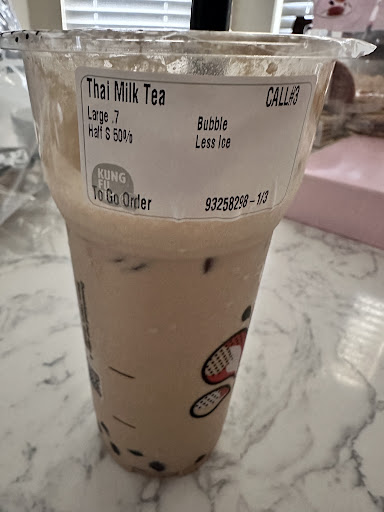 Thai Milk Tea CALL#3
Large .7 Bubble
Half S 50% Less Ice
KUNG
FU
To Go Order 93258298-1/3